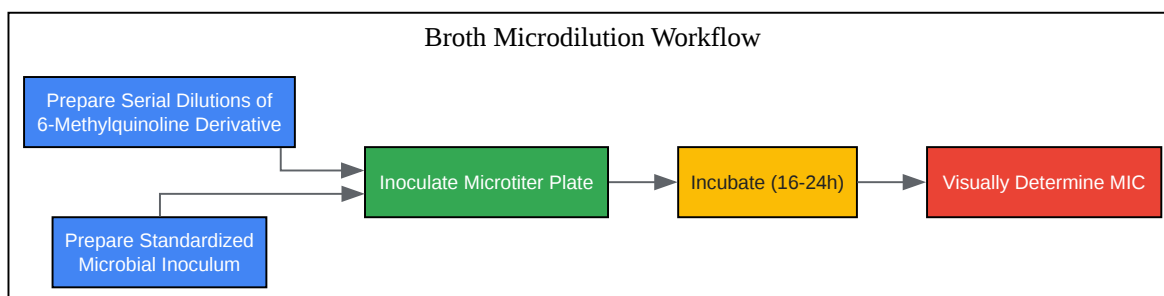 Broth Microdilution Workflow
Prepare Serial Dilutions of
6-Methylquinoline Derivative
Inoculate Microtiter Plate
Incubate (16-24h)
Visually Determine MIC
Prepare Standardized
Microbial Inoculum